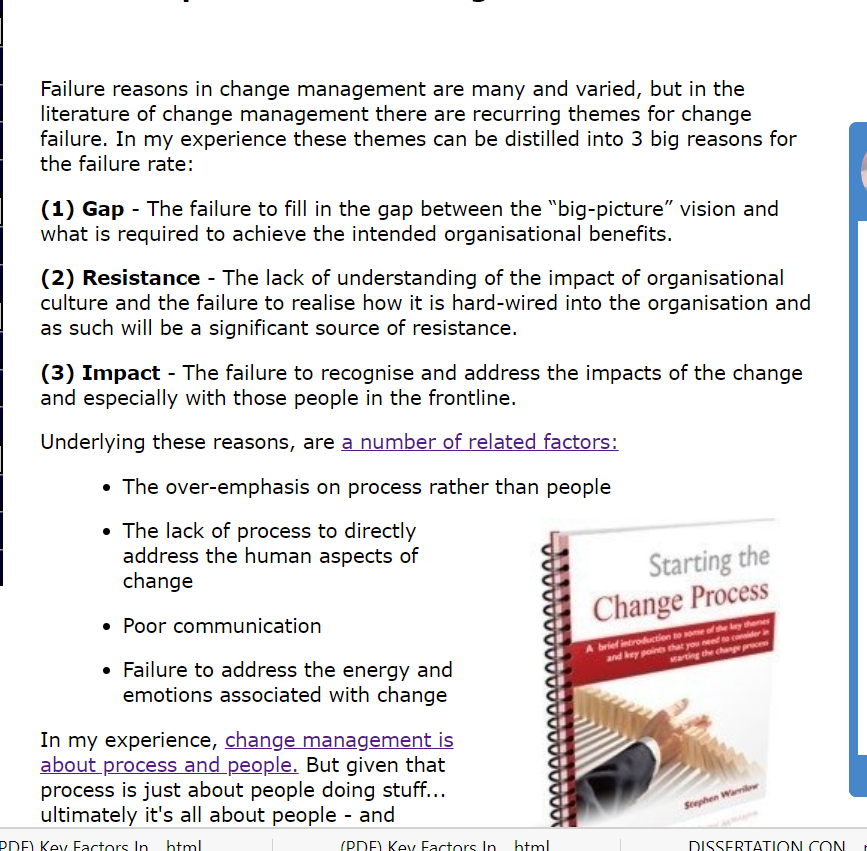 Failure reasons in change management are many and varied, but in the
literature of change management there are recurring themes for change
failure. In my experience these themes can be distilled into 3 big reasons for
the failure rate:
(1) Gap - The failure to fill in the gap between the “big-picture” vision and
what is required to achieve the intended organisational benefits.
(2) Resistance - The lack of understanding of the impact of organisational
culture and the failure to realise how it is hard-wired into the organisation and
as such will be a significant source of resistance.
(3) Impact - The failure to recognise and address the impacts of the change
and especially with those people in the frontline.
Underlying these reasons, are a number of related factors:
• The over-emphasis on process rather than people
• The lack of process to directly
address the human aspects of
change
• Poor communication
• Failure to address the energy and
emotions associated with change
In my experience, change management is
about process and people. But given that
process is just about people doing stuff...
ultimately it's all about people - and
Starting the
Change Process
A brief introduction to some of the key themes
and key points that you need to consider in
starting the change process
Stephen Warrilow
PDF) Key Factors In....html
(PDF) Key Factors In....html
DISSERTATION CON